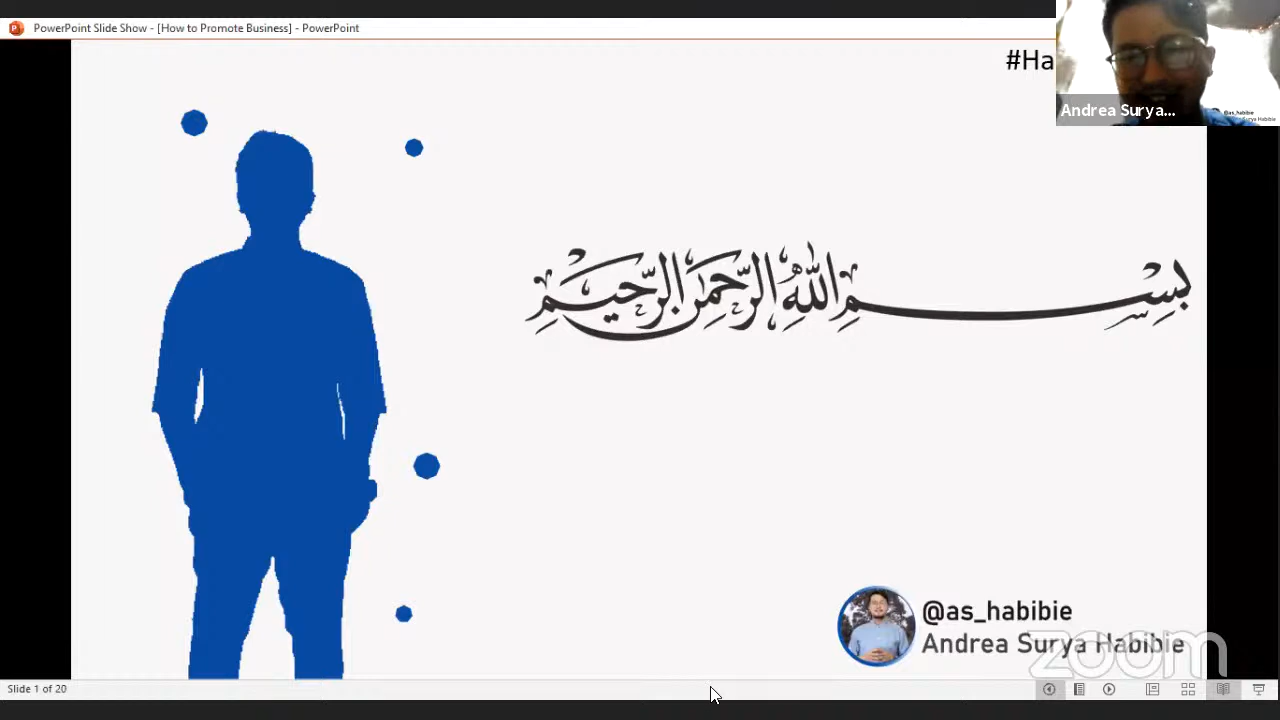 PowerPoint Slide Show - [How to Promote Business] - PowerPoint
#Ha
Andrea Surya...
@as_habibie
بِسْمِ اللهِ الرَّحْمٰنِ الرَّحِيْمِ
@as_habibie
Andrea Surya Habibie
zoom
Slide 1 of 20